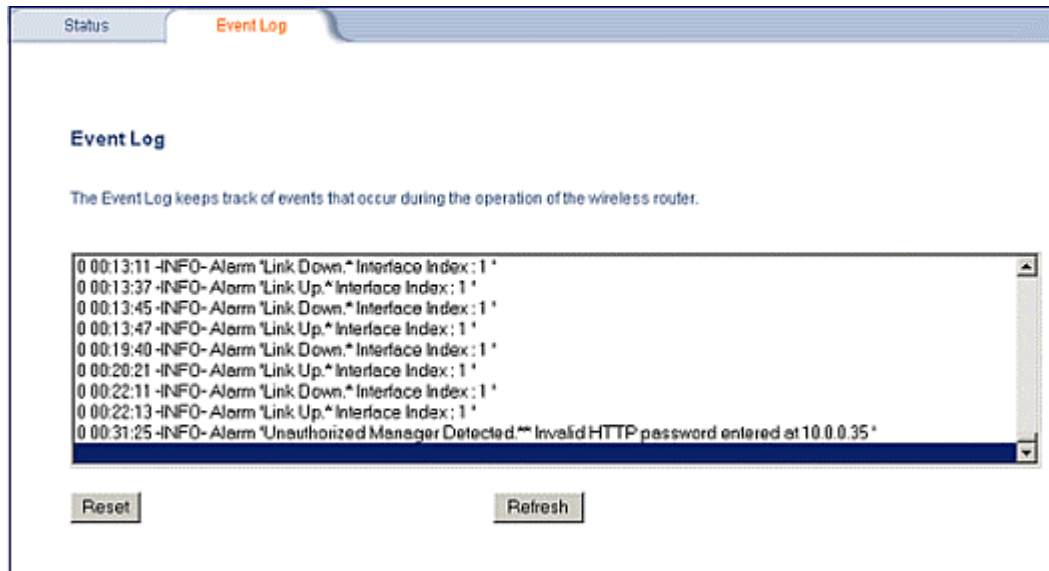 Status Event Log
Event Log
The Event Log keeps track of events that occur during the operation of the wireless router.
0 00:13:11 -INFO- Alarm "Link Down.* Interface Index : 1 "
0 00:13:37 -INFO- Alarm "Link Up.* Interface Index : 1 "
0 00:13:45 -INFO- Alarm "Link Down.* Interface Index : 1 "
0 00:13:47 -INFO- Alarm "Link Up.* Interface Index : 1 "
0 00:19:40 -INFO- Alarm "Link Down.* Interface Index : 1 "
0 00:20:21 -INFO- Alarm "Link Up.* Interface Index : 1 "
0 00:22:11 -INFO- Alarm "Link Down.* Interface Index : 1 "
0 00:22:13 -INFO- Alarm "Link Up.* Interface Index : 1 "
0 00:31:25 -INFO- Alarm "Unauthorized Manager Detected.** Invalid HTTP password entered at 10.0.0.35 "
Reset Refresh